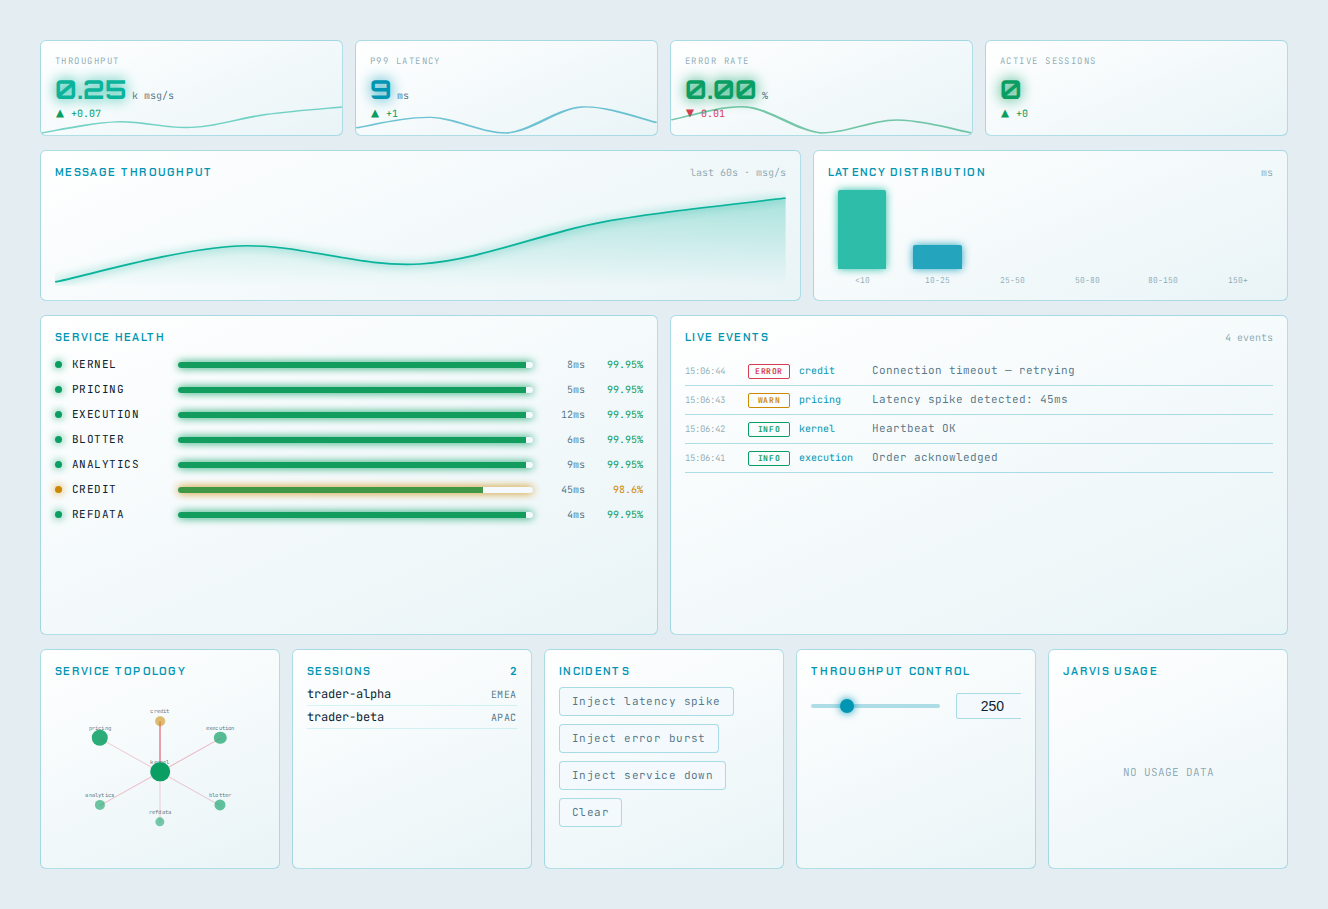 THROUGHPUT
0.25 k msg/s
▲ +0.07
P99 LATENCY
9 ms
▲ +1
ERROR RATE
0.00 %
▼ 0.01
ACTIVE SESSIONS
0
▲ +0
MESSAGE THROUGHPUT
last 60s · msg/s
LATENCY DISTRIBUTION
ms
<10 10-25 25-50 50-80 80-150 150+
SERVICE HEALTH
KERNEL 8ms 99.95%
PRICING 5ms 99.95%
EXECUTION 12ms 99.95%
BLOTTER 6ms 99.95%
ANALYTICS 9ms 99.95%
CREDIT 45ms 98.6%
REFDATA 4ms 99.95%
LIVE EVENTS
4 events
15:06:44 ERROR credit Connection timeout — retrying
15:06:43 WARN pricing Latency spike detected: 45ms
15:06:42 INFO kernel Heartbeat OK
15:06:41 INFO execution Order acknowledged
SERVICE TOPOLOGY
credit
pricing
execution
kernel
analytics
blotter
refdata
SESSIONS 2
trader-alpha EMEA
trader-beta APAC
INCIDENTS
Inject latency spike
Inject error burst
Inject service down
Clear
THROUGHPUT CONTROL
250
JARVIS USAGE
NO USAGE DATA